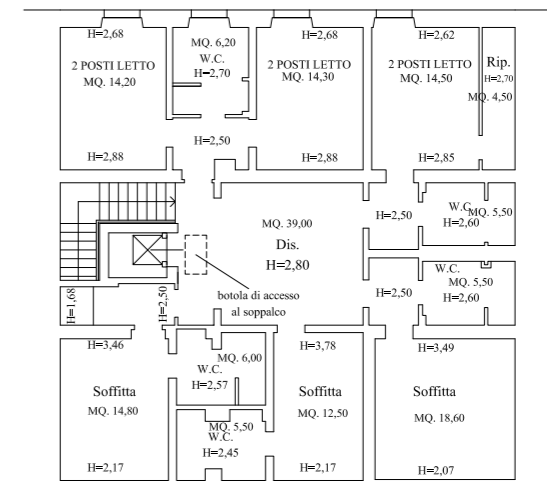 H=2,68
2 POSTI LETTO
MQ. 14,20
H=2,88
MQ. 6,20
W.C.
H=2,70
H=2,50
H=2,68
2 POSTI LETTO
MQ. 14,30
H=2,88
H=2,62
2 POSTI LETTO
MQ. 14,50
H=2,85
Rip.
H=2,70
MQ. 4,50
MQ. 39,00
Dis.
H=2,80
botola di accesso
al soppalco
H=2,50
W.C.
MQ. 5,50
H=2,60
H=2,50
W.C.
MQ. 5,50
H=2,60
H=1,68
H=2,50
H=3,46
Soffitta
MQ. 14,80
H=2,17
MQ. 6,00
W.C.
H=2,57
MQ. 5,50
W.C.
H=2,45
H=3,78
Soffitta
MQ. 12,50
H=2,17
H=3,49
Soffitta
MQ. 18,60
H=2,07